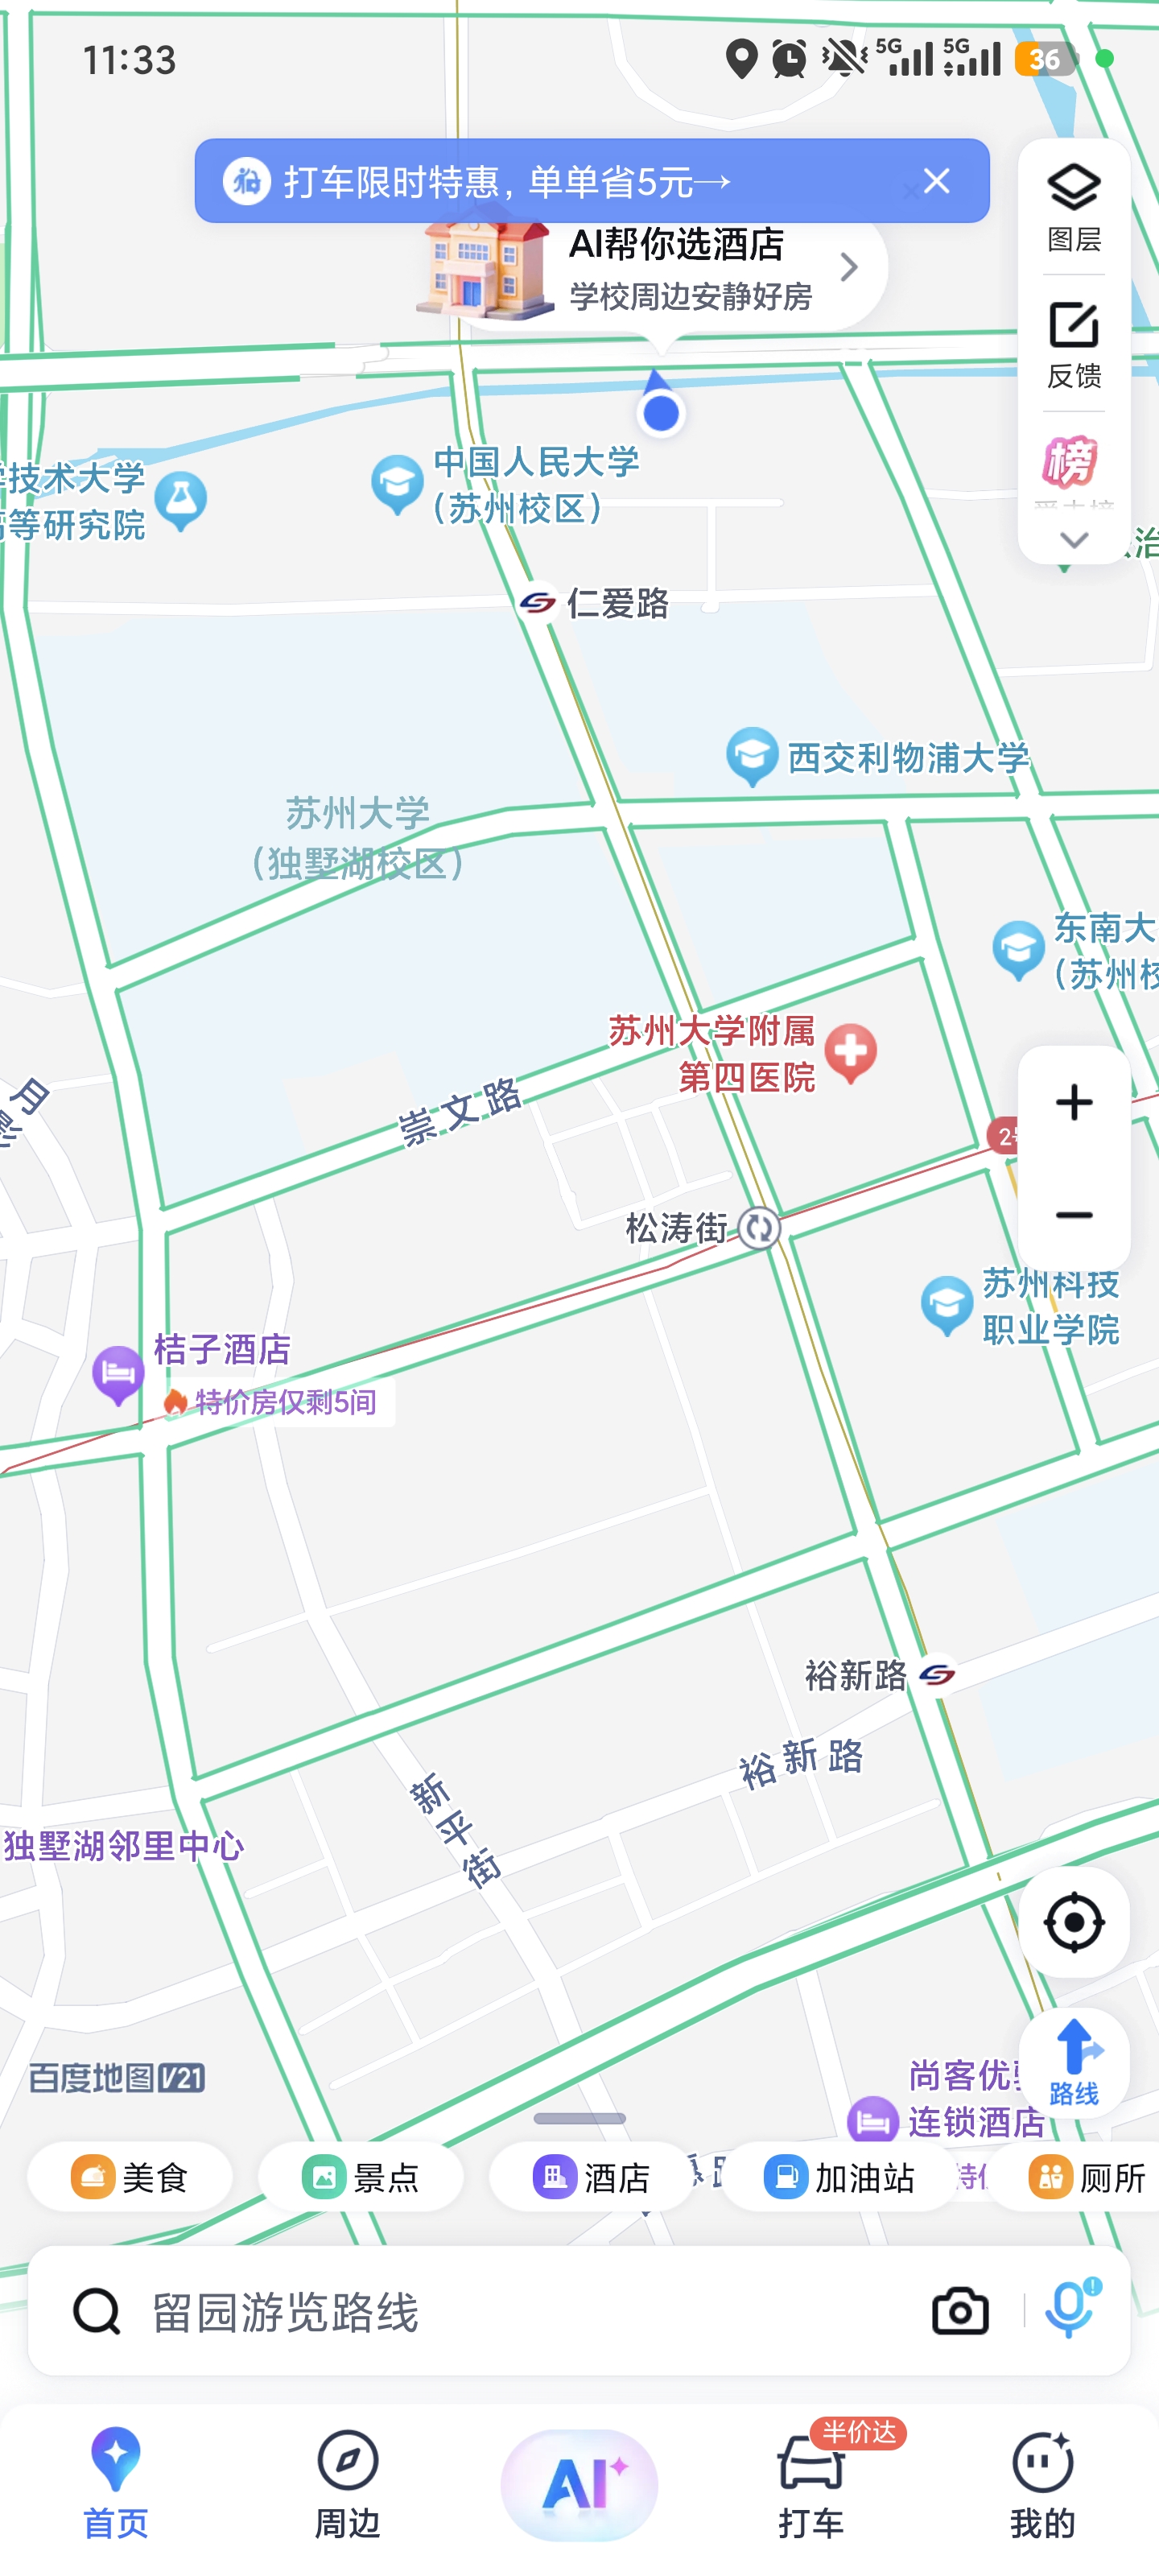 11:33
5G
5G
36
打车限时特惠，单单省5元→
AI帮你选酒店
学校周边安静好房
图层
反馈
榜
技术大学
等研究院
中国人民大学
（苏州校区）
治
仁爱路
西交利物浦大学
苏州大学
（独墅湖校区）
东南大
（苏州校
苏州大学附属
第四医院
月
崇文路
2
松涛街
苏州科技
职业学院
桔子酒店
特价房仅剩5间
裕新路
裕新路
新平街
独墅湖邻里中心
百度地图V21
路线
尚客优
连锁酒店
美食
景点
酒店
加油站
厕所
留园游览路线
半价达
首页
周边
AI
打车
我的